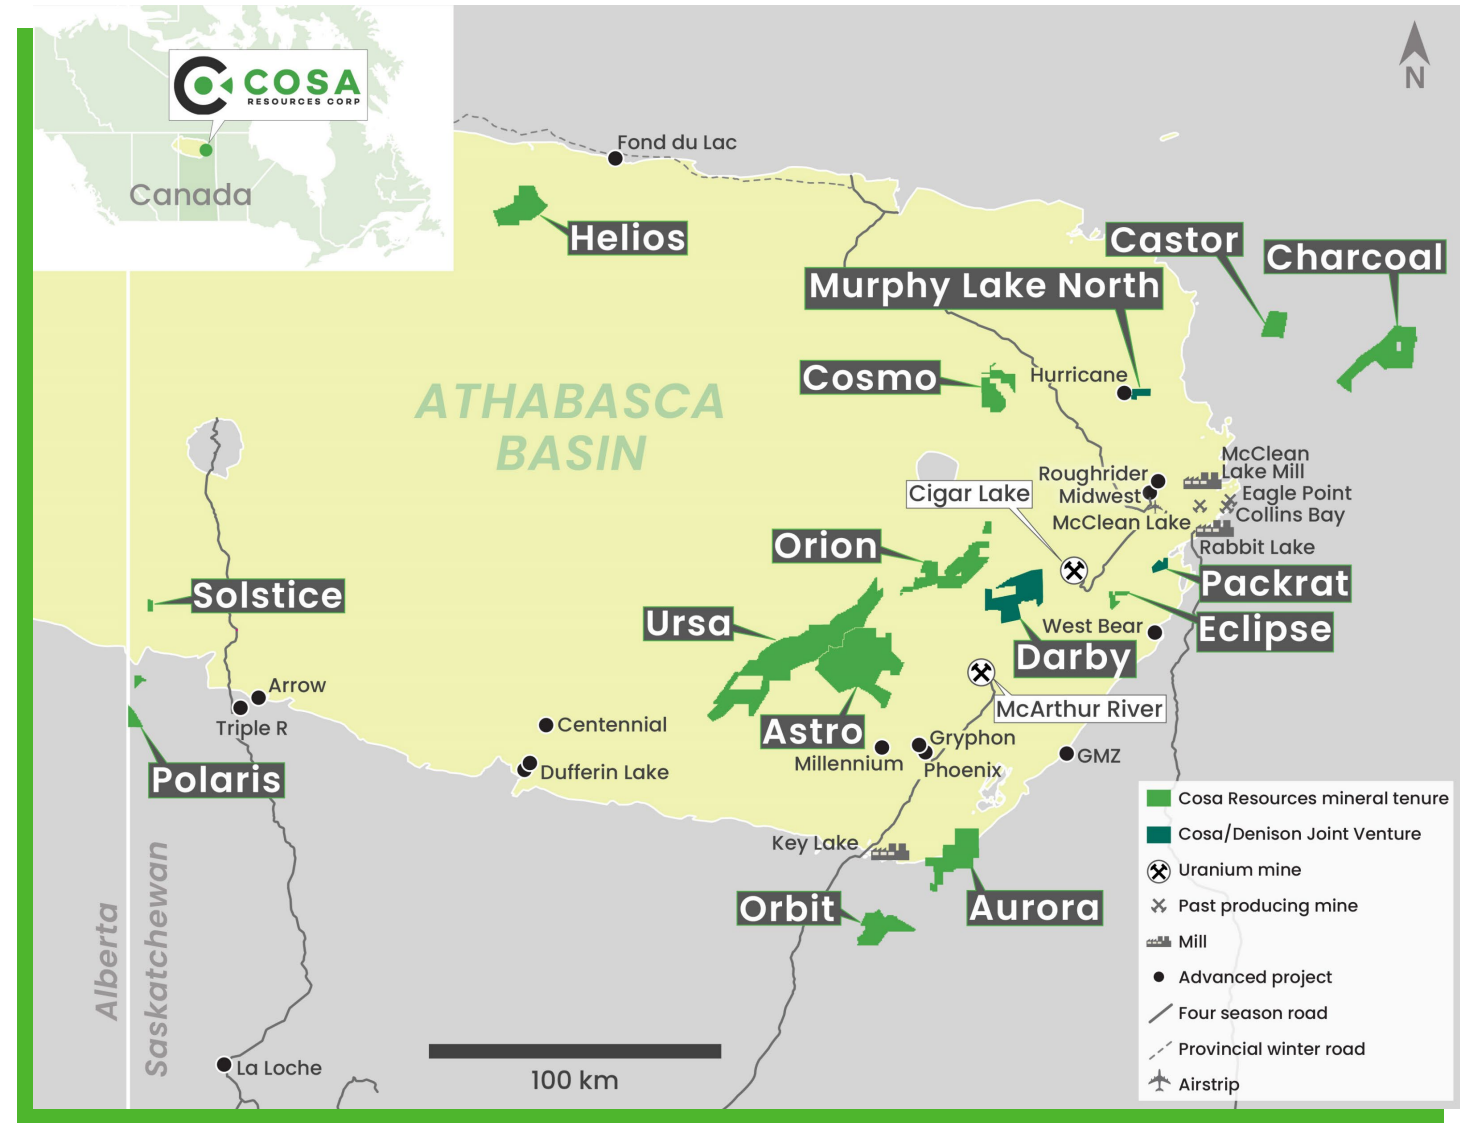 COSA
RESOURCES CORP
Canada
N
Fond du Lac
Helios
Castor
Charcoal
Murphy Lake North
Cosmo
Hurricane
ATHABASCA
BASIN
McClean
Lake Mill
Roughrider
Cigar Lake
Midwest
Eagle Point
McClean Lake
Collins Bay
Orion
Rabbit Lake
Packrat
Solstice
Ursa
West Bear
Eclipse
Darby
Arrow
McArthur River
Triple R
Centennial
Astro
Gryphon
Millennium
Phoenix
GMZ
Dufferin Lake
Polaris
Key Lake
Orbit
Aurora
Alberta
Saskatchewan
La Loche
100 km
Cosa Resources mineral tenure
Cosa/Denison Joint Venture
Uranium mine
Past producing mine
Mill
Advanced project
Four season road
Provincial winter road
Airstrip